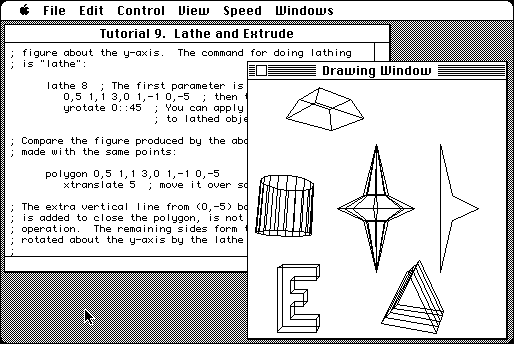 File Edit Control View Speed Windows
Tutorial 9. Lathe and Extrude
; figure about the y-axis. The command for doing lathing
; is "lathe":
lathe 8 ; The first parameter is
0,5 1,1 3,0 1,-1 0,-5 ; then t
yrotate 0::45 ; You can apply
; to lathed obje
; Compare the figure produced by the abo
; made with the same points:
polygon 0,5 1,1 3,0 1,-1 0,-5
xtranslate 5 ; move it over so
; The extra vertical line from (0,-5) ba
; is added to close the polygon, is not
; operation. The remaining sides form t
; rotated about the y-axis by the lathe
;
Drawing Window
E